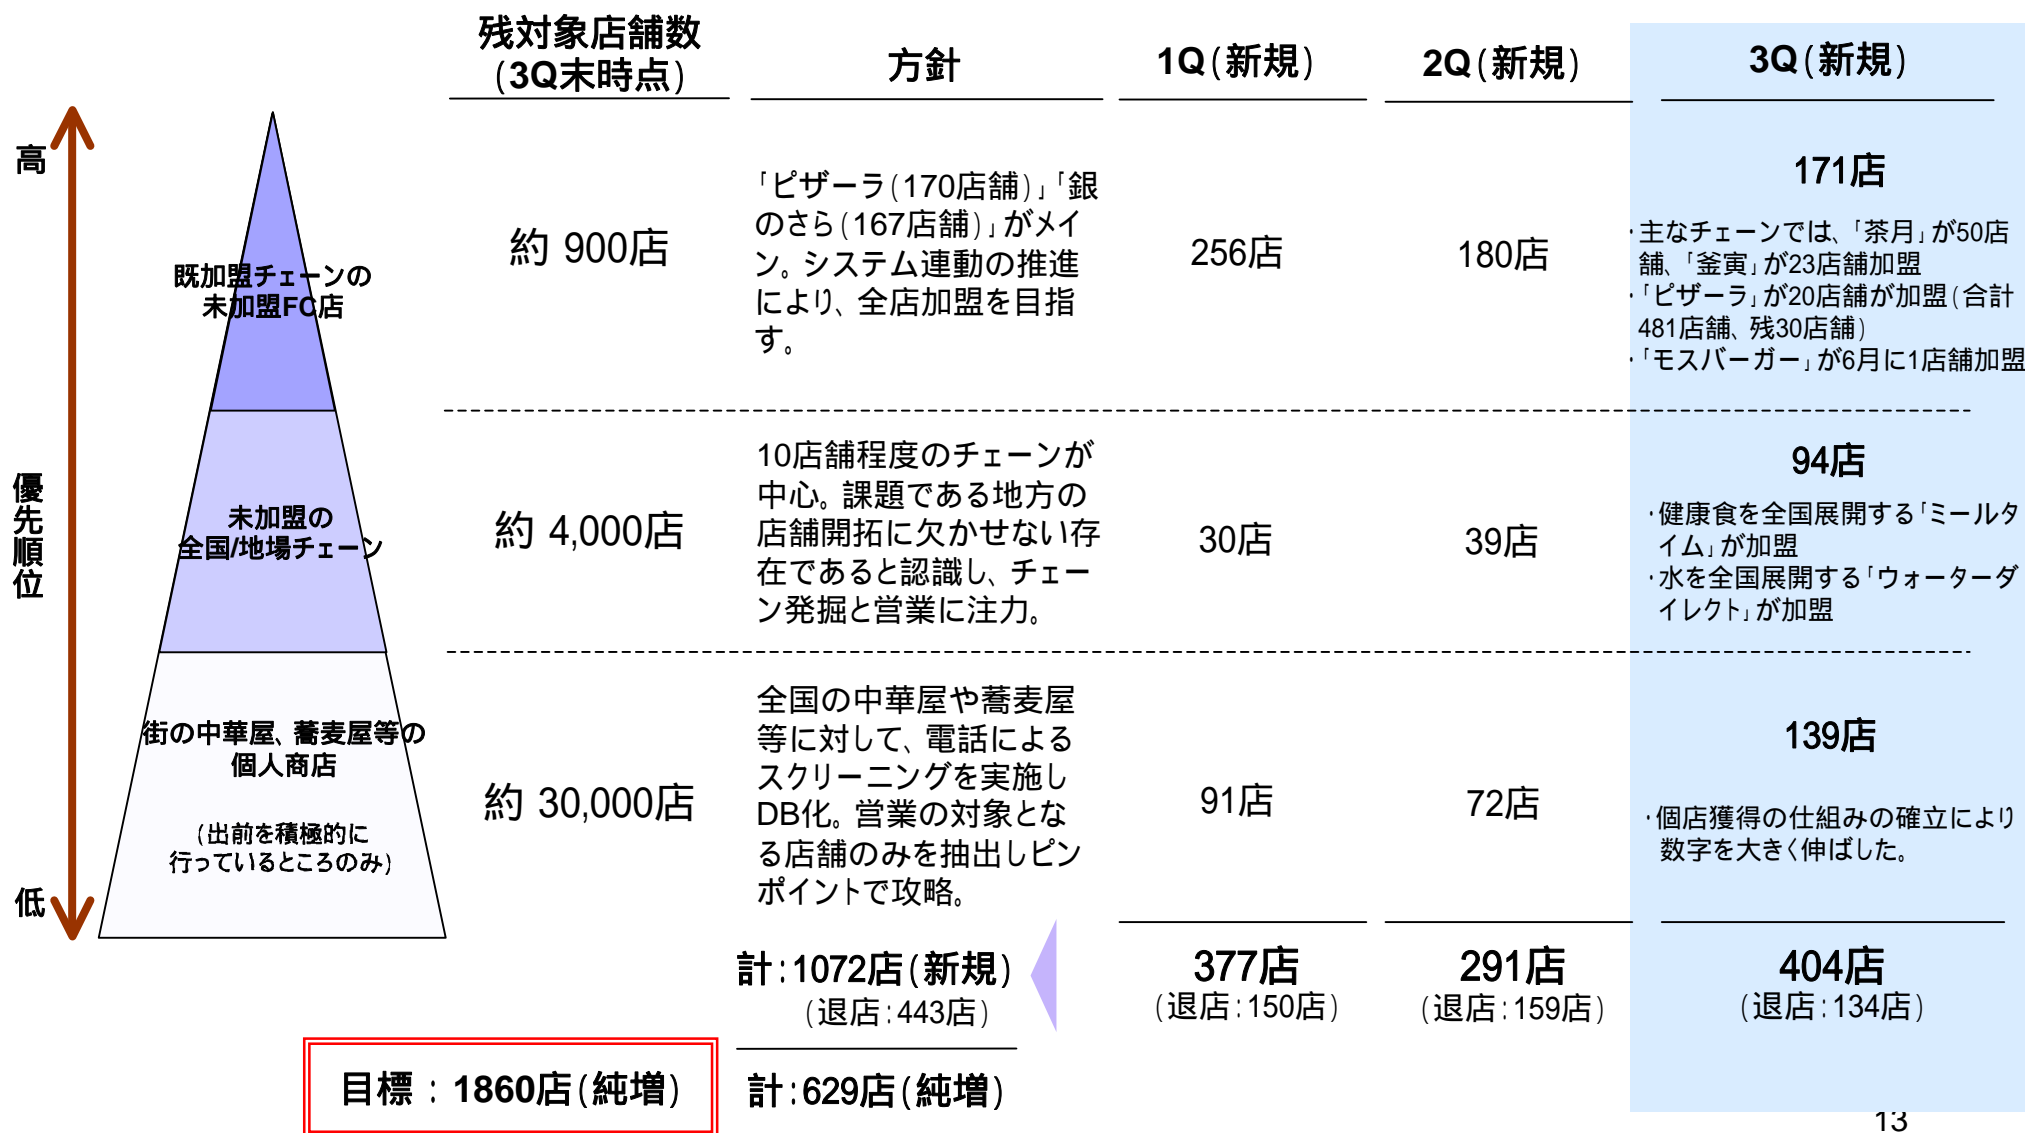 残対象店舗数
(3Q末時点)
方針
1Q(新規)
2Q(新規)
3Q(新規)
高
優先順位
低
既加盟チェーンの
未加盟FC店
約 900店
「ピザーラ(170店舗)」「銀
のさら(167店舗)」がメイ
ン。システム連動の推進
により、全店加盟を目指
す。
256店
180店
171店
・主なチェーンでは、「茶月」が50店
舗、「釜寅」が23店舗加盟
・「ピザーラ」が20店舗が加盟(合計
481店舗、残30店舗)
・「モスバーガー」が6月に1店舗加盟
未加盟の
全国/地場チェーン
約 4,000店
10店舗程度のチェーンが
中心。課題である地方の
店舗開拓に欠かせない存
在であると認識し、チェー
ン発掘と営業に注力。
30店
39店
94店
・健康食を全国展開する「ミールタ
イム」が加盟
・水を全国展開する「ウォーターダ
イレクト」が加盟
街の中華屋、蕎麦屋等の
個人商店
(出前を積極的に
行っているところのみ)
約 30,000店
全国の中華屋や蕎麦屋
等に対して、電話による
スクリーニングを実施し
DB化。営業の対象とな
る店舗のみを抽出しピン
ポイントで攻略。
91店
72店
139店
・個店獲得の仕組みの確立により
数字を大きく伸ばした。
計:1072店(新規)
(退店:443店)
377店
(退店:150店)
291店
(退店:159店)
404店
(退店:134店)
目標：1860店(純増)
計:629店(純増)
13